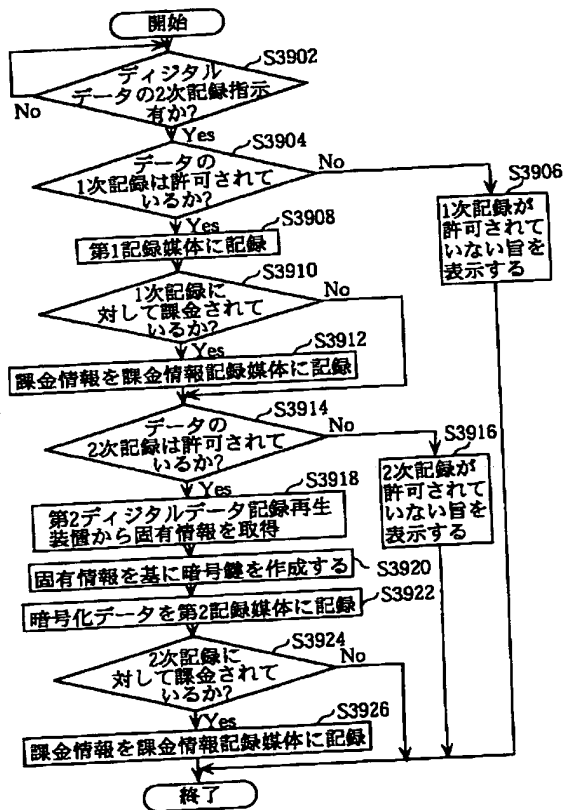 開始
S3902
ディジタル
データの2次記録指示
有か?
No
Yes
S3904
データの
1次記録は許可されて
いるか?
No
S3906
1次記録が
許可されて
いない旨を
表示する
Yes
S3908
第1記録媒体に記録
S3910
1次記録に
対して課金されて
いるか?
No
Yes
S3912
課金情報を課金情報記録媒体に記録
S3914
データの
2次記録は許可されて
いるか?
No
S3916
2次記録が
許可されて
いない旨を
表示する
Yes
S3918
第2ディジタルデータ記録再生
装置から固有情報を取得
固有情報を基に暗号鍵を作成する
S3920
暗号化データを第2記録媒体に記録
S3922
S3924
2次記録に
対して課金されて
いるか?
No
Yes
S3926
課金情報を課金情報記録媒体に記録
終了